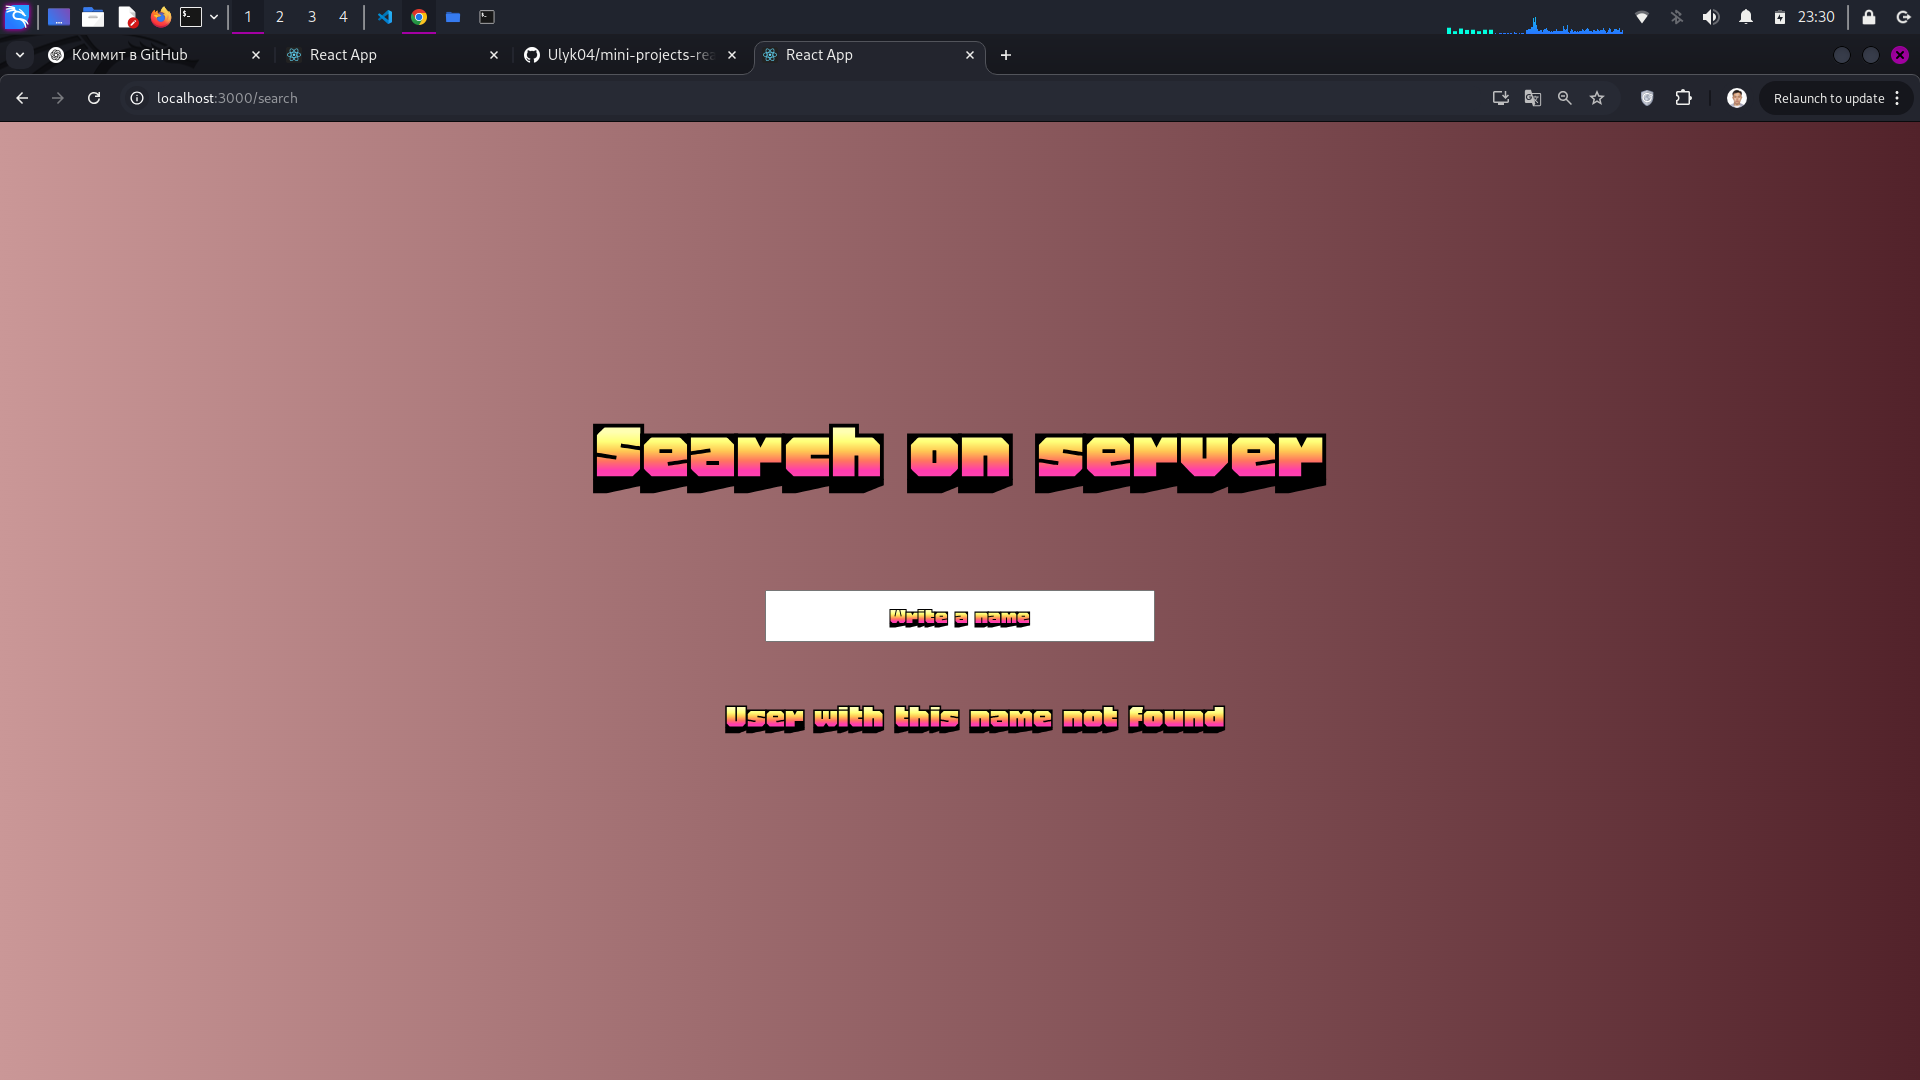 1 2 3 4 23:30
Коммит в GitHub React App Ulyk04/mini-projects-rea React App
localhost:3000/search Relaunch to update
Search on server
Write a name
User with this name not found